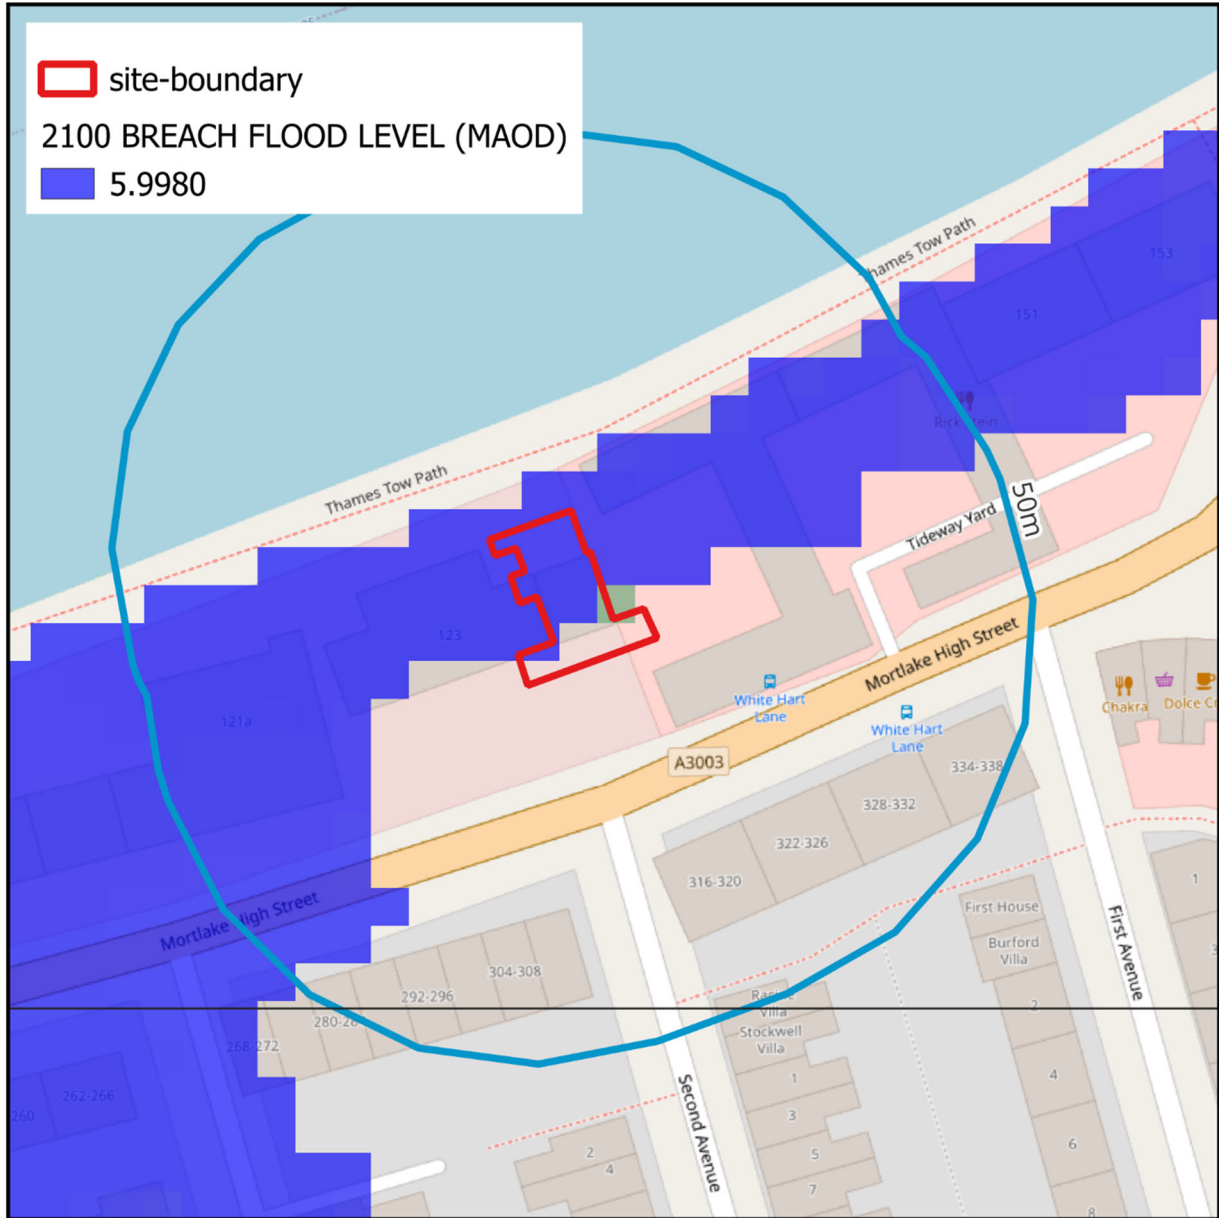 site-boundary
2100 BREACH FLOOD LEVEL (MAOD)
5.9980
Thames Tow Path
153
151
Rick Stein
Thames Tow Path
50m
Tideway Yard
123
Mortlake High Street
White Hart
Lane
White Hart
Lane
Chakra
121a
A3003
334-338
328-332
322-326
316-320
1
First House
Mortlake High Street
Burford
Villa
First Avenue
304-308
292-296
2
Villa
Stockwell
Villa
268-272
262-266
260
1
4
Second Avenue
3
6
2
4
5
7
8